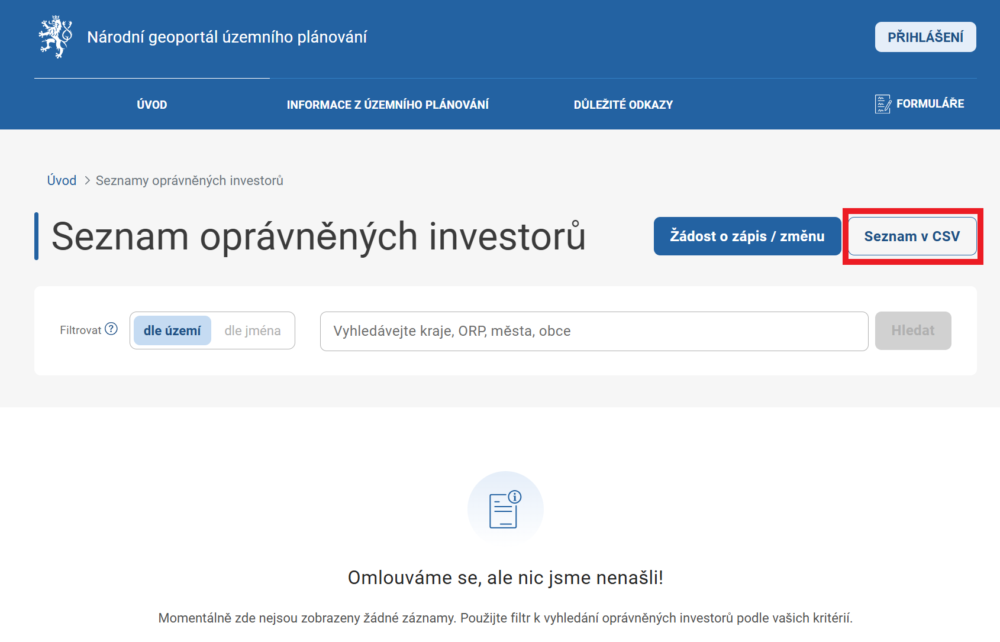 Národní geoportál územního plánování
PŘIHLÁŠENÍ
ÚVOD
INFORMACE Z ÚZEMNÍHO PLÁNOVÁNÍ
DŮLEŽITÉ ODKAZY
FORMULÁŘE
Úvod > Seznamy oprávněných investorů
Seznam oprávněných investorů
Žádost o zápis / změnu
Seznam v CSV
Filtrovat ?
dle území
dle jména
Vyhledávejte kraje, ORP, města, obce
Hledat
Omlouváme se, ale nic jsme nenašli!
Momentálně zde nejsou zobrazeny žádné záznamy. Použijte filtr k vyhledání oprávněných investorů podle vašich kritérií.